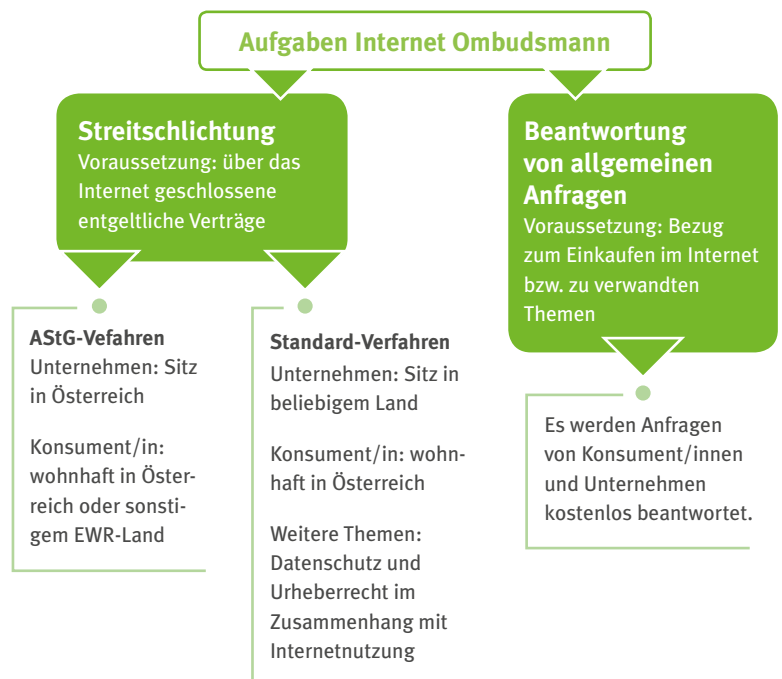 Aufgaben Internet Ombudsmann
Streitschlichtung
Voraussetzung: über das
Internet geschlossene
entgeltliche Verträge
AStG-Vefahren
Unternehmen: Sitz
in Österreich
Konsument/in:
wohnhaft in Öster-
reich oder sonsti-
gem EWR-Land
Standard-Verfahren
Unternehmen: Sitz in
beliebigem Land
Konsument/in: wohn-
haft in Österreich
Weitere Themen:
Datenschutz und
Urheberrecht im
Zusammenhang mit
Internetnutzung
Beantwortung
von allgemeinen
Anfragen
Voraussetzung: Bezug
zum Einkaufen im Internet
bzw. zu verwandten
Themen
Es werden Anfragen
von Konsument/innen
und Unternehmen
kostenlos beantwortet.